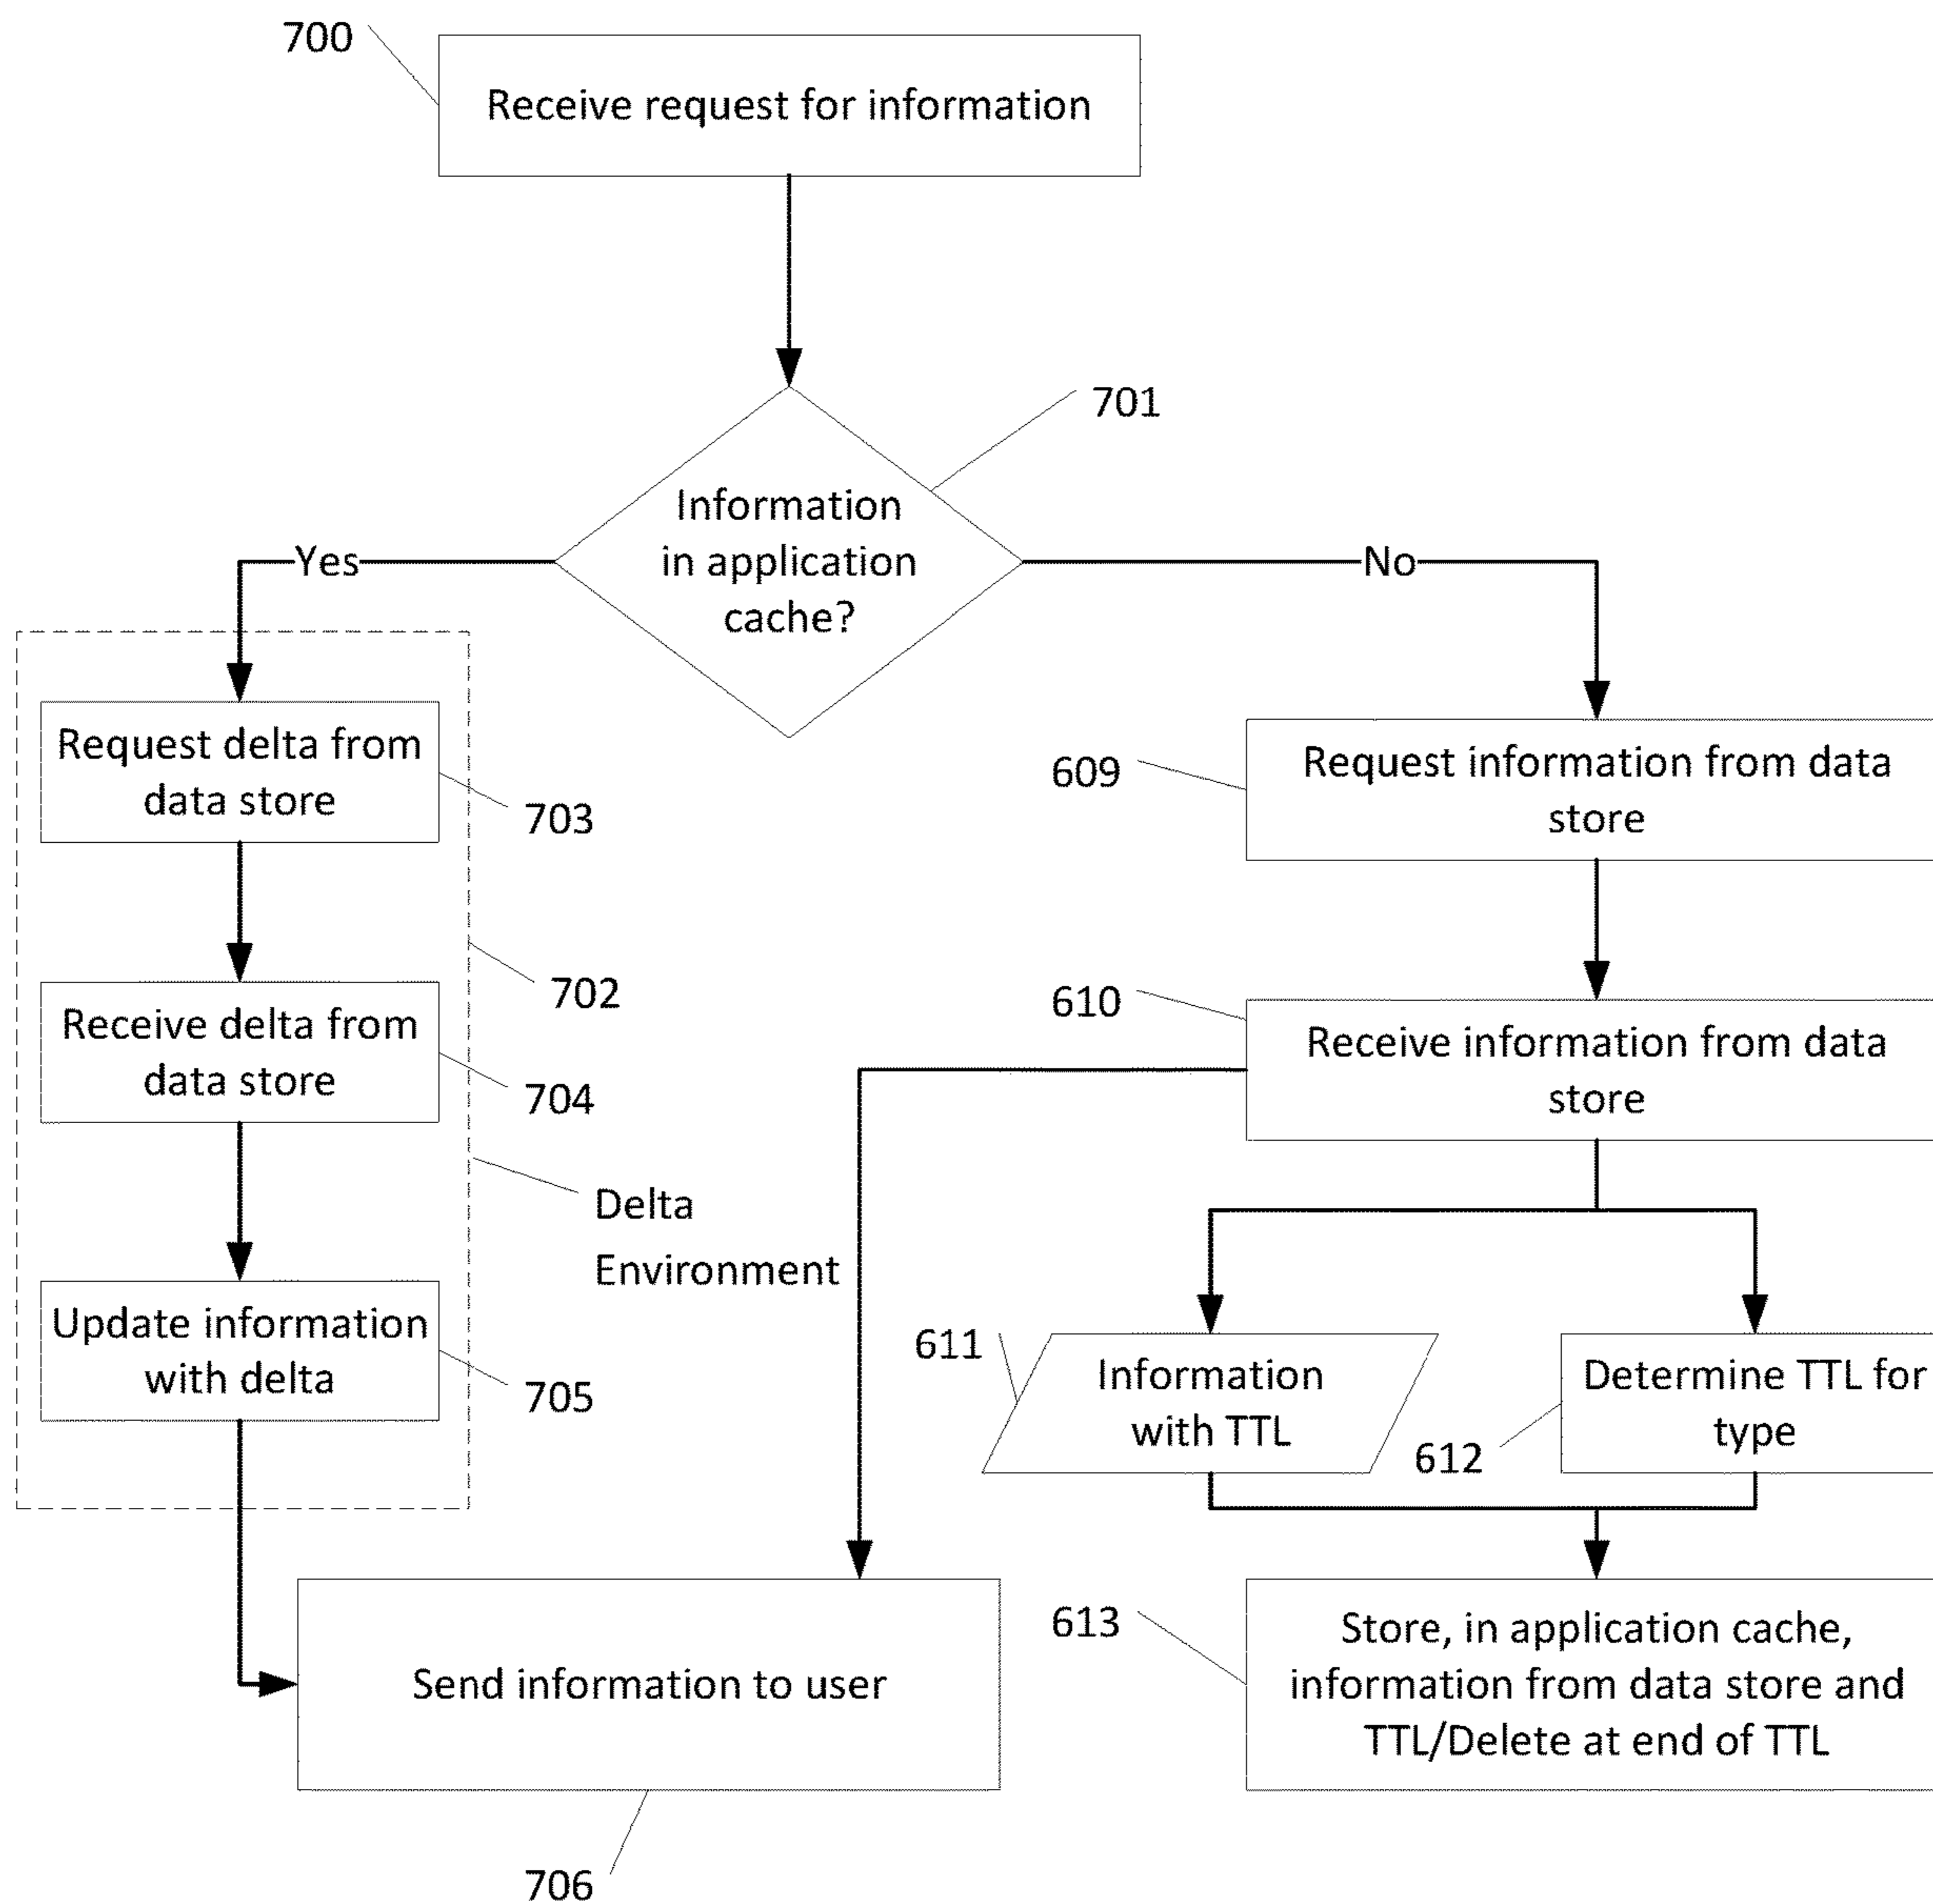 700
Receive request for information
701
Information
in application
cache?
Yes
No
Request delta from
data store
703
609
Request information from data
store
702
Receive delta from
data store
704
610
Receive information from data
store
Delta
Environment
Update information
with delta
705
611
Information
with TTL
612
Determine TTL for
type
Send information to user
706
613
Store, in application cache,
information from data store and
TTL/Delete at end of TTL